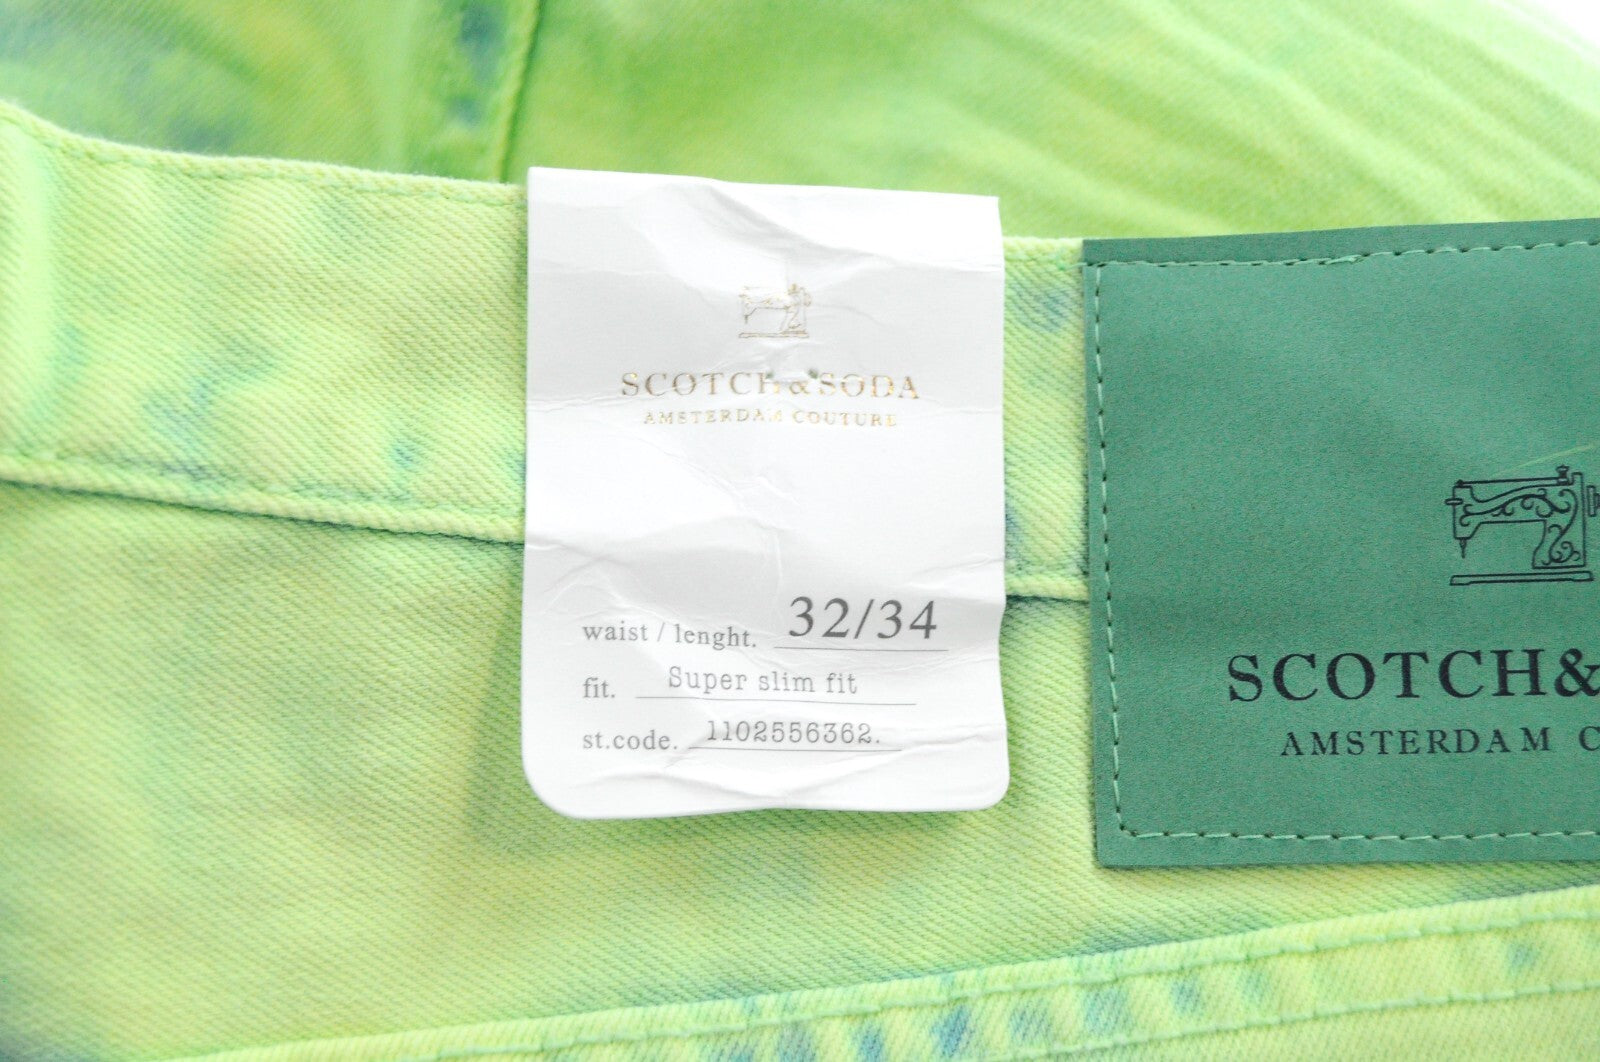 SCOTCH & SODA
AMSTERDAM COUTURE
waist / lenght. 32/34
fit. Super slim fit
st.code. 1102556362.
SCOTCH&
AMSTERDAM C